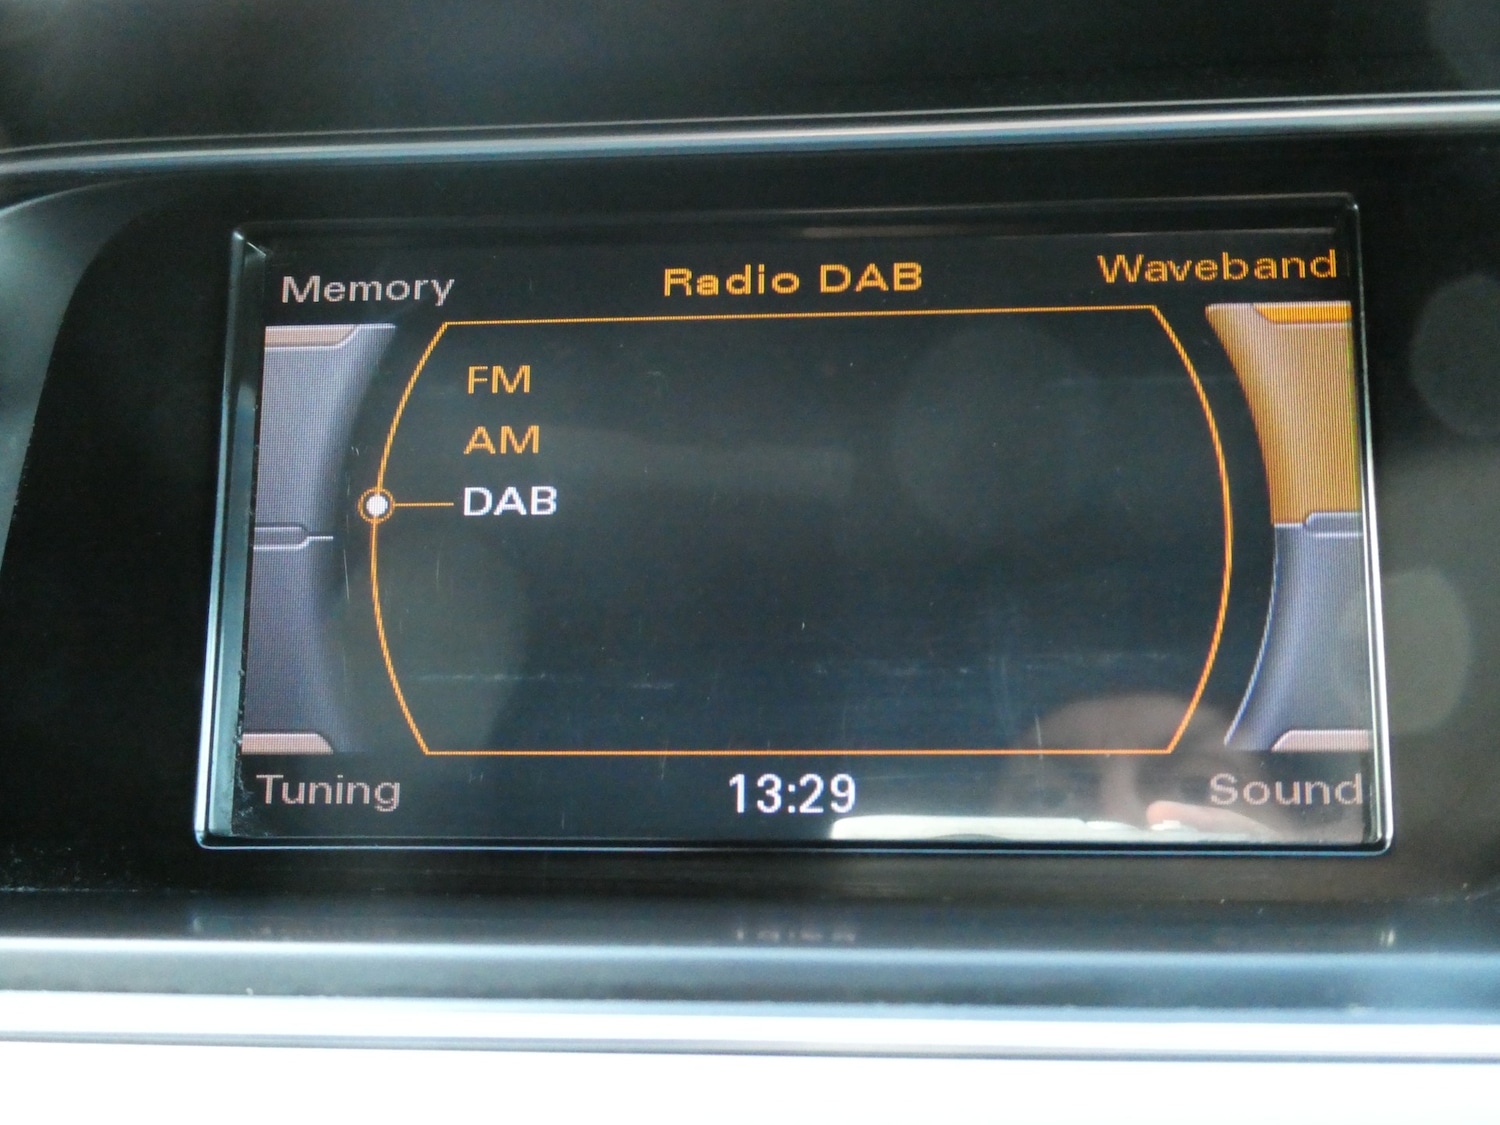 Memory Radio DAB Waveband
FM
AM
DAB
Tuning 13:29 Sound